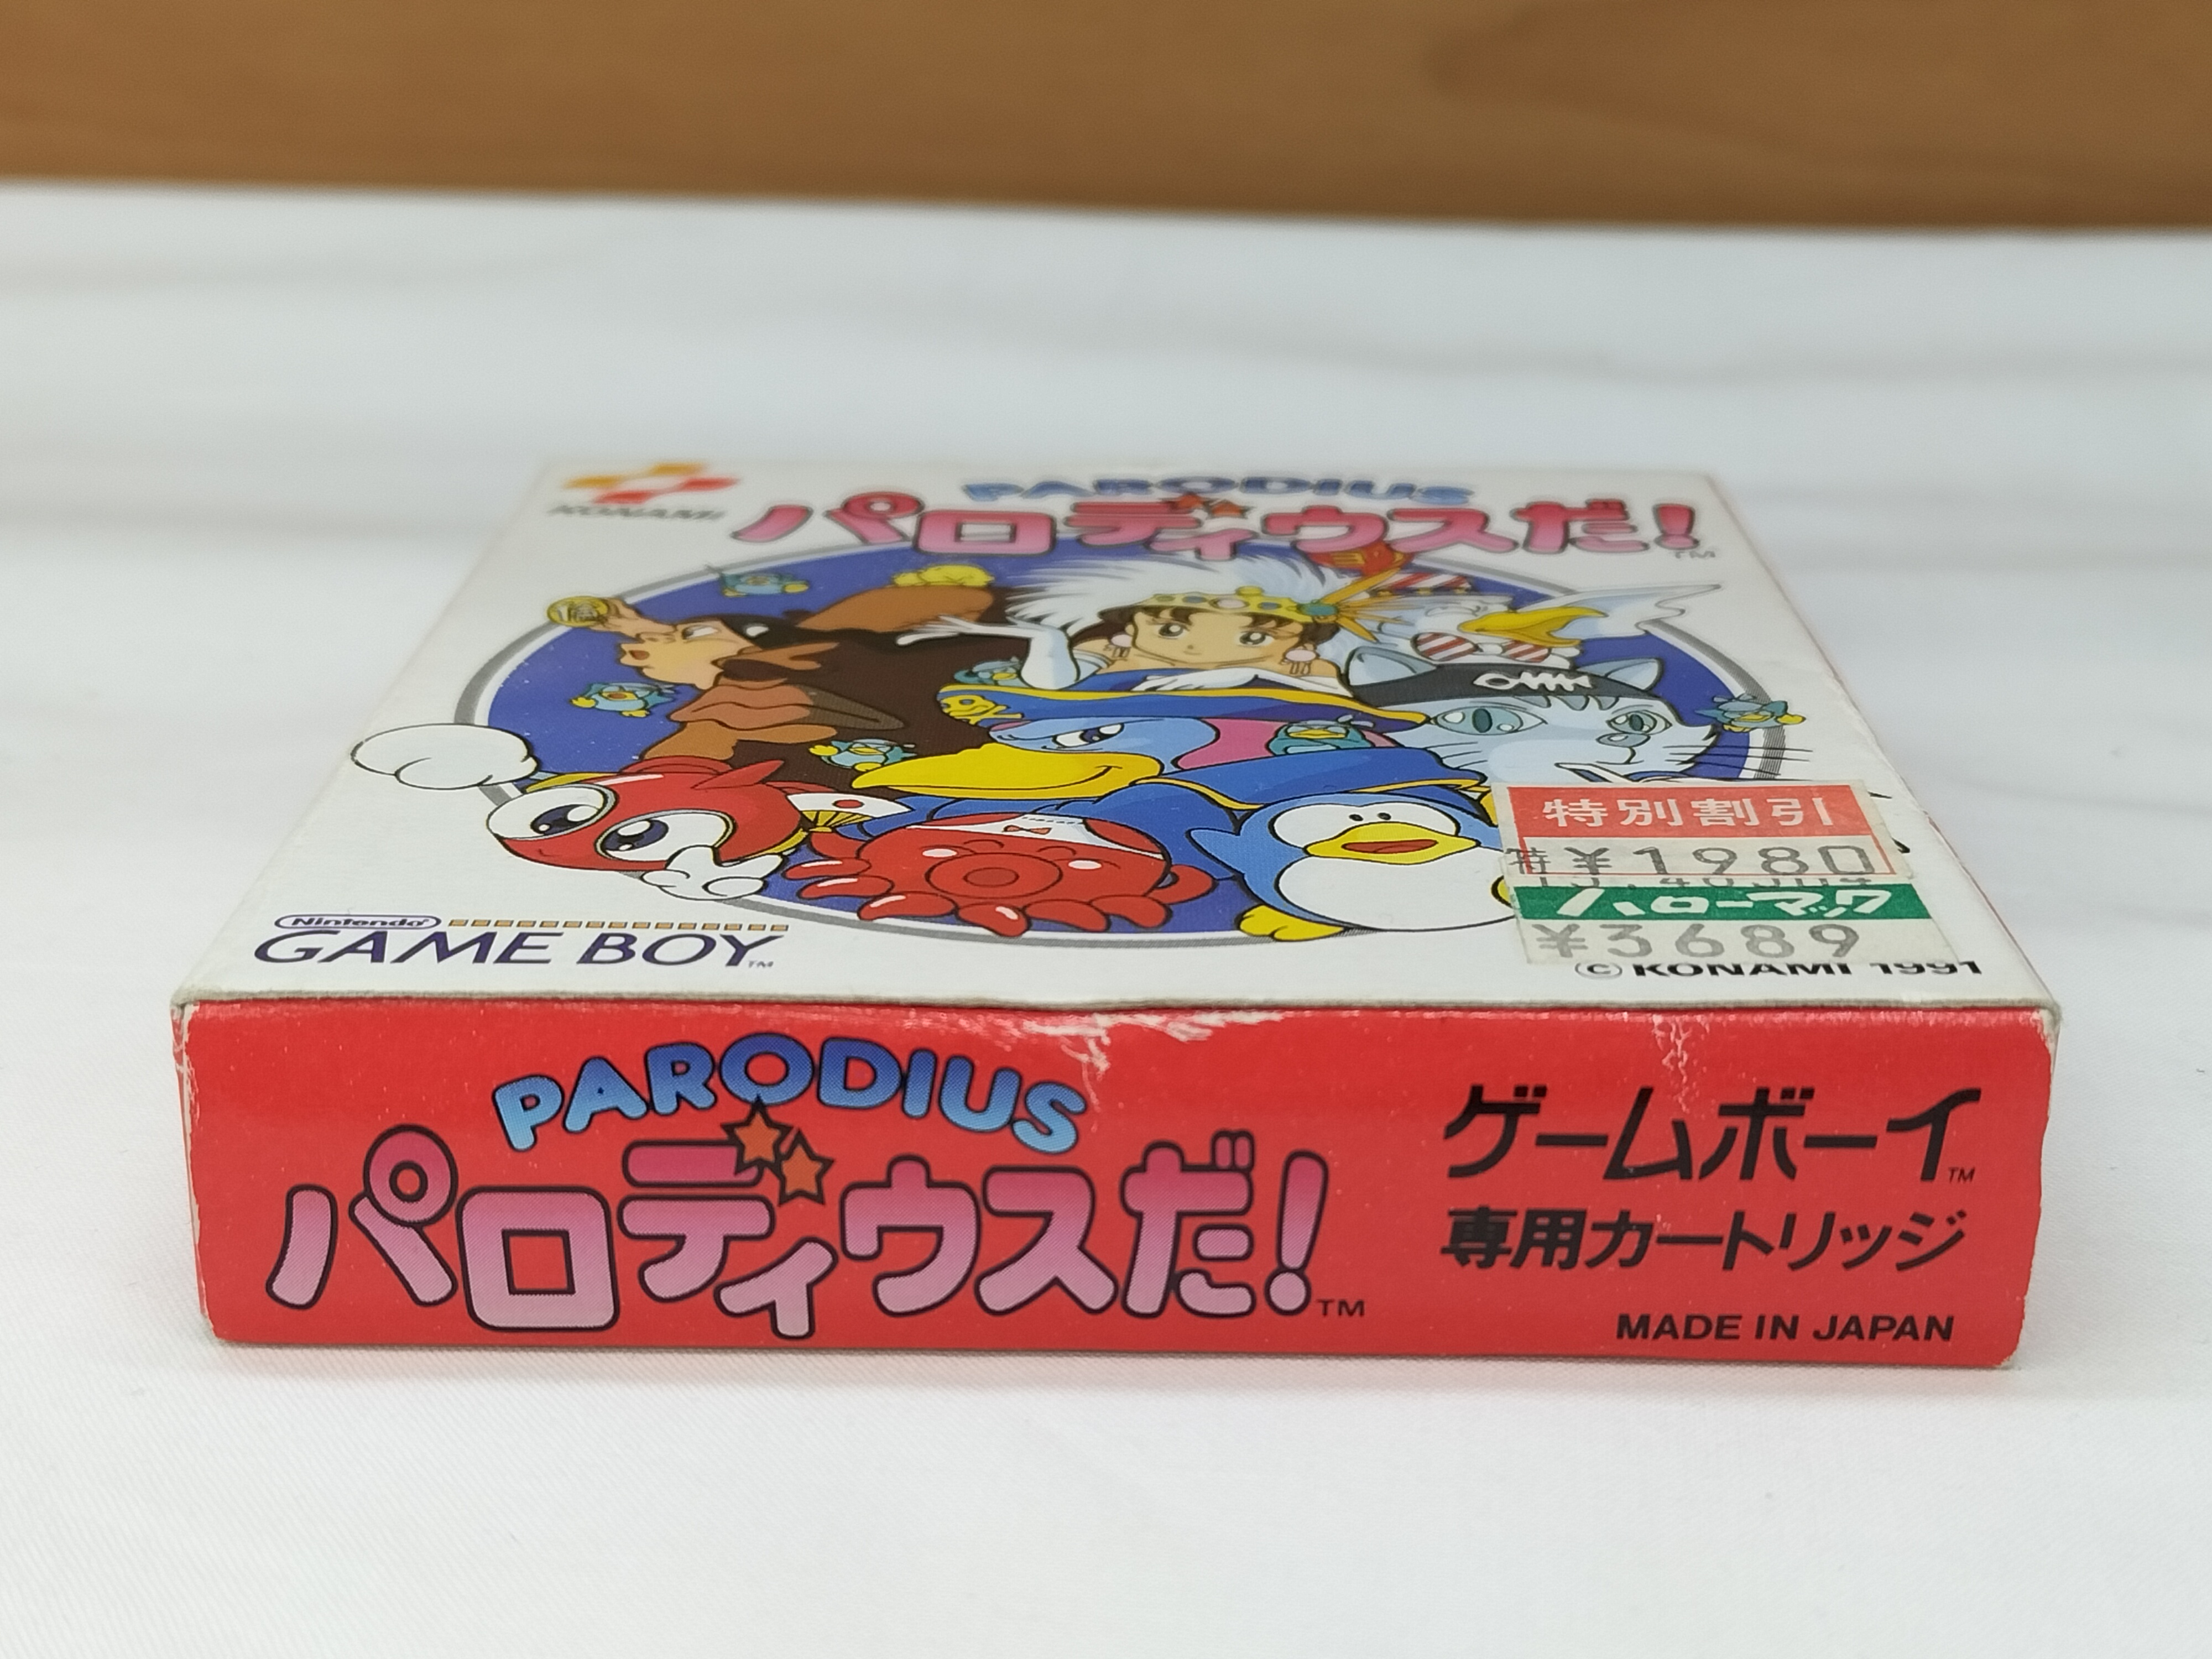 KONAMI
PARODIUS
パロディウスだ!
TM
特別割引
特 ¥1980
ハローマック
¥3689
Nintendo
GAME BOY TM
© KONAMI 1991
PARODIUS
パロディウスだ! TM
ゲームボーイ TM
専用カートリッジ
MADE IN JAPAN